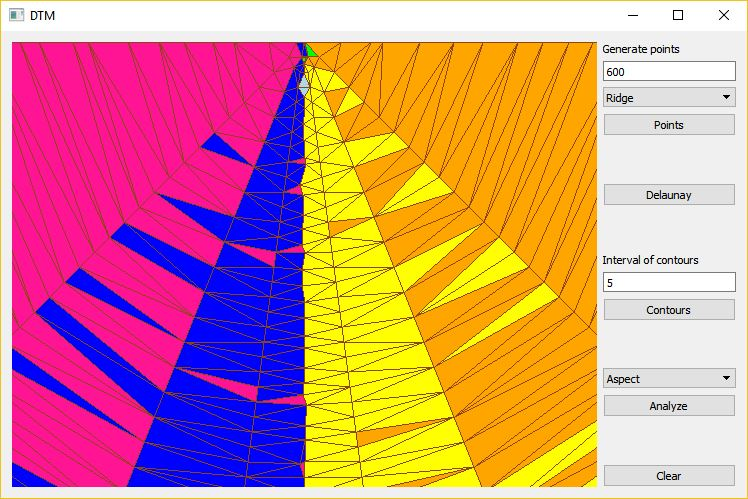 DTM
Generate points
600
Ridge
Points
Delaunay
Interval of contours
5
Contours
Aspect
Analyze
Clear